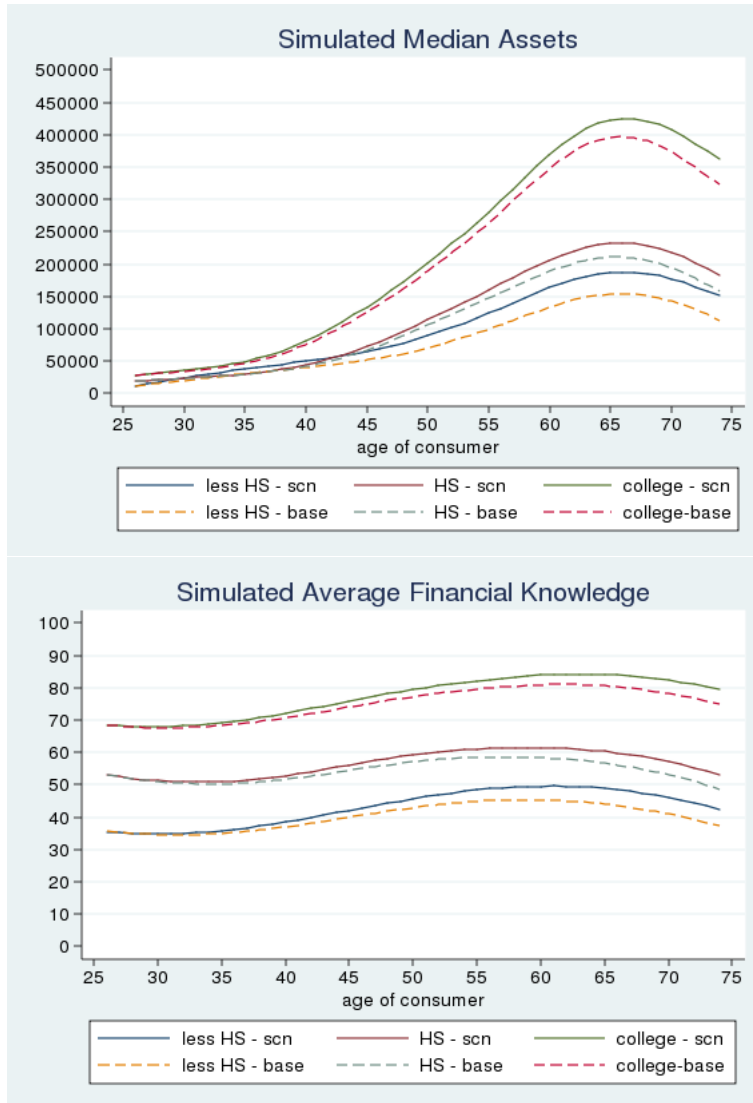 Simulated Median Assets
500000
450000
400000
350000
300000
250000
200000
150000
100000
50000
0
25 30 35 40 45 50 55 60 65 70 75
age of consumer
less HS - scn HS - scn college - scn
less HS - base HS - base college-base
Simulated Average Financial Knowledge
100
90
80
70
60
50
40
30
20
10
0
25 30 35 40 45 50 55 60 65 70 75
age of consumer
less HS - scn HS - scn college - scn
less HS - base HS - base college-base